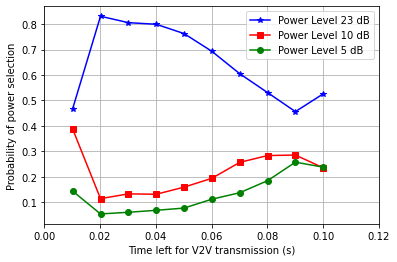 Power Level 23 dB
Power Level 10 dB
Power Level 5 dB
Probability of power selection
0.8
0.7
0.6
0.5
0.4
0.3
0.2
0.1
0.00 0.02 0.04 0.06 0.08 0.10 0.12
Time left for V2V transmission (s)